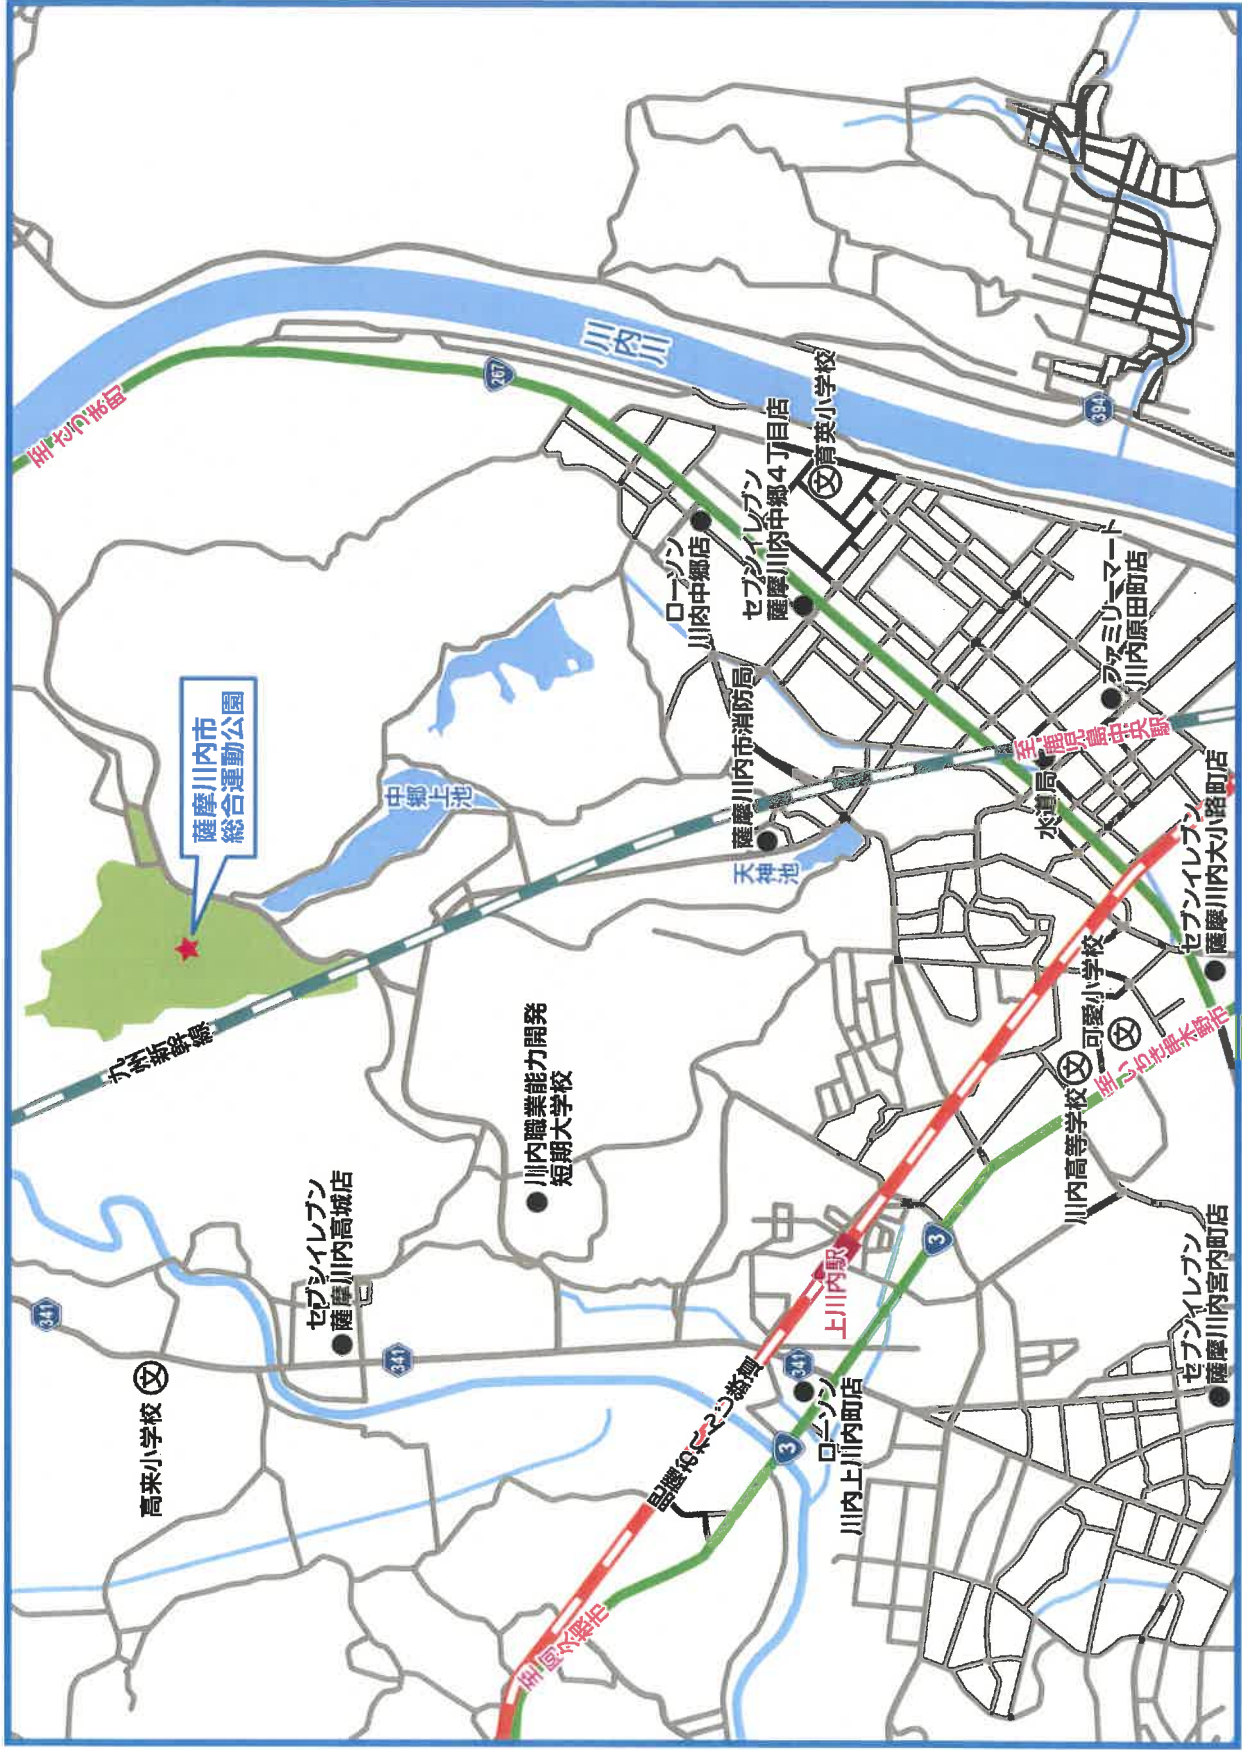 至 さつま町
267
川内川
394
薩摩川内市
総合運動公園
中郷上池
ローソン
川内中郷店
セブンイレブン
薩摩川内中郷4丁目店
文 育英小学校
薩摩川内市消防局
天神池
ファミリーマート
川内原田町店
至 鹿児島中央駅
水道局
セブンイレブン
薩摩川内大小路町店
九州新幹線
川内職業能力開発
短期大学校
可愛小学校
文
川内高等学校 文
至 いちき串木野市
341
高来小学校 文
セブンイレブン
薩摩川内高城店
341
上川内駅
3
341
ローソン
川内上川内町店
3
肥薩おれんじ鉄道
至 阿久根市
セブンイレブン
薩摩川内宮内町店